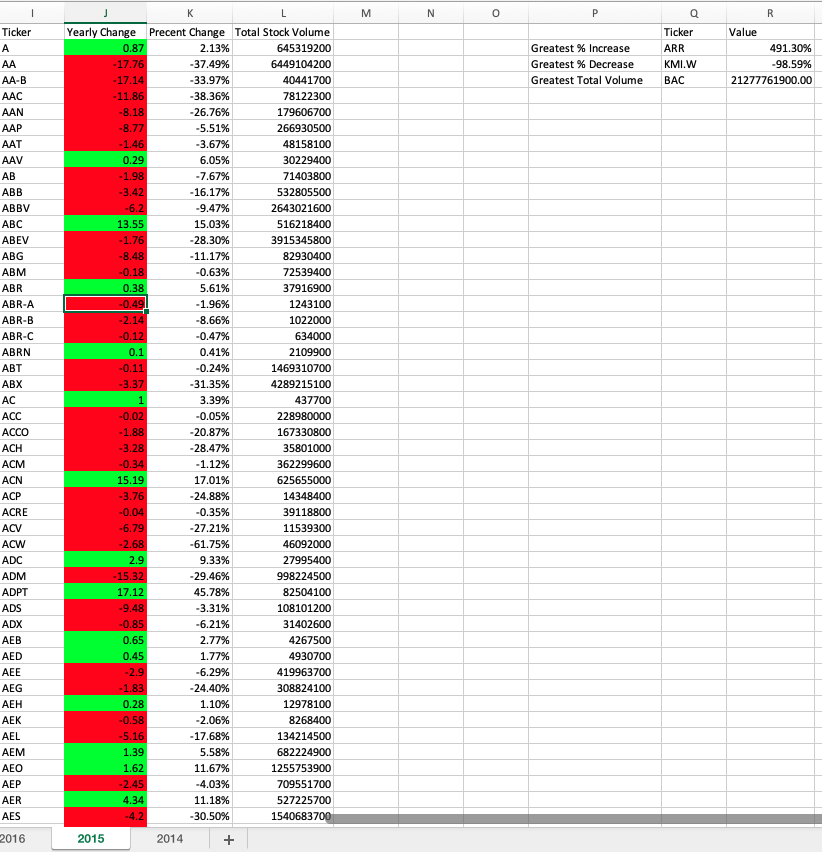 I J K L M N O P Q R
Ticker Yearly Change Precent Change Total Stock Volume Ticker Value
A 0.87 2.13% 645319200 Greatest % Increase ARR 491.30%
AA -17.76 -37.49% 6449104200 Greatest % Decrease KMI.W -98.59%
AA-B -17.14 -33.97% 40441700 Greatest Total Volume BAC 21277761900.00
AAC -11.86 -38.36% 78122300
AAN -8.18 -26.76% 179606700
AAP -8.77 -5.51% 266930500
AAT -1.46 -3.67% 48158100
AAV 0.29 6.05% 30229400
AB -1.98 -7.67% 71403800
ABB -3.42 -16.17% 532805500
ABBV -6.2 -9.47% 2643021600
ABC 13.55 15.03% 516218400
ABEV -1.76 -28.30% 3915345800
ABG -8.48 -11.17% 82930400
ABM -0.18 -0.63% 72539400
ABR 0.38 5.61% 37916900
ABR-A -0.49 -1.96% 1243100
ABR-B -2.14 -8.66% 1022000
ABR-C -0.12 -0.47% 634000
ABRN 0.1 0.41% 2109900
ABT -0.11 -0.24% 1469310700
ABX -3.37 -31.35% 4289215100
AC 1 3.39% 437700
ACC -0.02 -0.05% 228980000
ACCO -1.88 -20.87% 167330800
ACH -3.28 -28.47% 35801000
ACM -0.34 -1.12% 362299600
ACN 15.19 17.01% 625655000
ACP -3.76 -24.88% 14348400
ACRE -0.04 -0.35% 39118800
ACV -6.79 -27.21% 11539300
ACW -2.68 -61.75% 46092000
ADC 2.9 9.33% 27995400
ADM -15.32 -29.46% 998224500
ADPT 17.12 45.78% 82504100
ADS -9.48 -3.31% 108101200
ADX -0.85 -6.21% 31402600
AEB 0.65 2.77% 4267500
AED 0.45 1.77% 4930700
AEE -2.9 -6.29% 419963700
AEG -1.83 -24.40% 308824100
AEH 0.28 1.10% 12978100
AEK -0.58 -2.06% 8268400
AEL -5.16 -17.68% 134214500
AEM 1.39 5.58% 682224900
AEO 1.62 11.67% 1255753900
AEP -2.45 -4.03% 709551700
AER 4.34 11.18% 527225700
AES -4.2 -30.50% 1540683700
2016 2015 2014 +